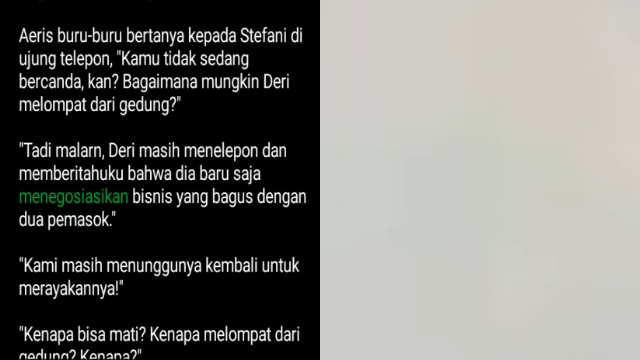 Aeris buru-buru bertanya kepada Stefani di
ujung telepon, "Kamu tidak sedang
bercanda, kan? Bagaimana mungkin Deri
melompat dari gedung?"
"Tadi malarn, Deri masih menelepon dan
memberitahuku bahwa dia baru saja
menegosiasikan bisnis yang bagus dengan
dua pemasok."
"Kami masih menunggunya kembali untuk
merayakannya!"
"Kenapa bisa mati? Kenapa melompat dari
gedung? Kenapa?"